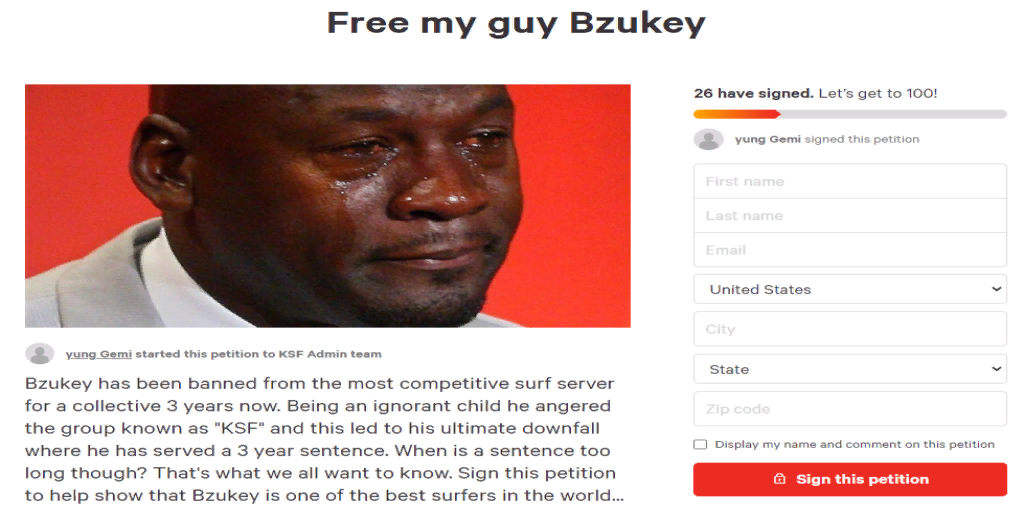 Free my guy Bzukey
26 have signed. Let's get to 100!
yung Gemi signed this petition
First name
Last name
Email
United States
City
State
Zip code
Display my name and comment on this petition
Sign this petition
yung Gemi started this petition to KSF Admin team
Bzukey has been banned from the most competitive surf server
for a collective 3 years now. Being an ignorant child he angered
the group known as "KSF" and this led to his ultimate downfall
where he has served a 3 year sentence. When is a sentence too
long though? That's what we all want to know. Sign this petition
to help show that Bzukey is one of the best surfers in the world...